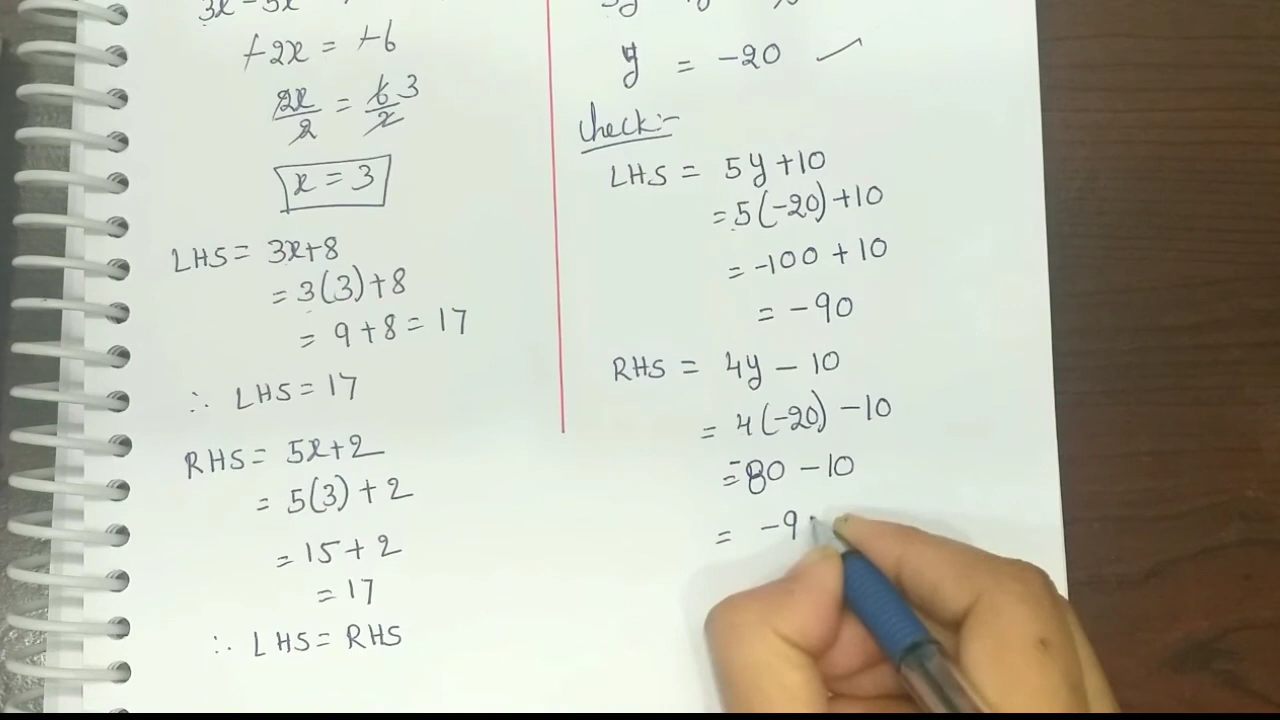 3x - 5x
+2x = +6
2x/2 = 6/2 3
x = 3
LHS = 3x+8
= 3(3)+8
= 9+8 = 17
∴ LHS = 17
RHS = 5x+2
= 5(3)+2
= 15+2
= 17
∴ LHS = RHS
y = -20 ✓
Check:-
LHS = 5y+10
= 5(-20)+10
= -100+10
= -90
RHS = 4y-10
= 4(-20)-10
= -80-10
= -9